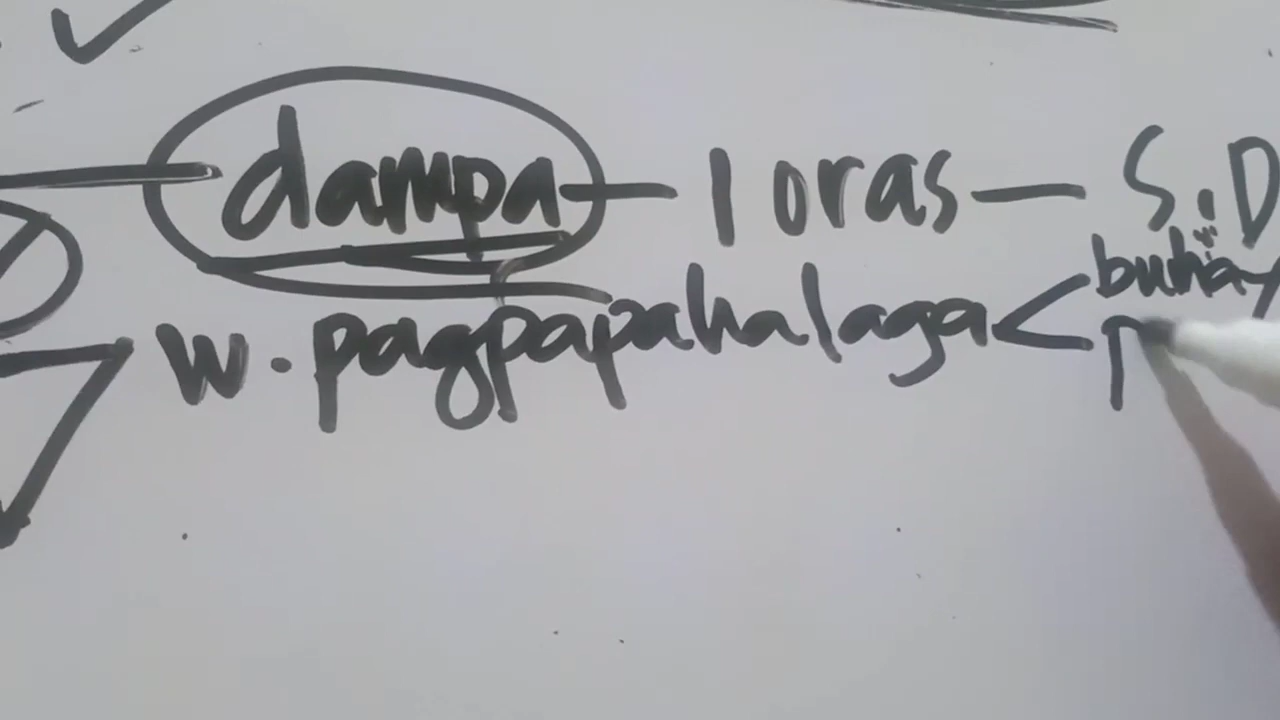 dampa — 1 oras — S.D
w. pagpapahalaga < buhay